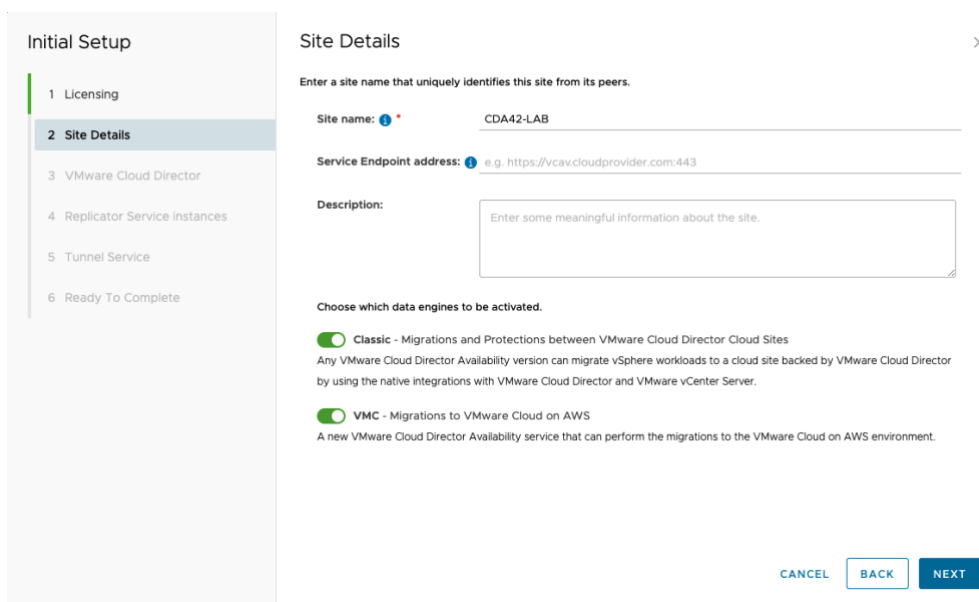 Initial Setup
1 Licensing
2 Site Details
3 VMware Cloud Director
4 Replicator Service instances
5 Tunnel Service
6 Ready To Complete
Site Details
Enter a site name that uniquely identifies this site from its peers.
Site name: * CDA42-LAB
Service Endpoint address: e.g. https://vcav.cloudprovider.com:443
Description: Enter some meaningful information about the site.
Choose which data engines to be activated.
Classic - Migrations and Protections between VMware Cloud Director Cloud Sites
Any VMware Cloud Director Availability version can migrate vSphere workloads to a cloud site backed by VMware Cloud Director
by using the native integrations with VMware Cloud Director and VMware vCenter Server.
VMC - Migrations to VMware Cloud on AWS
A new VMware Cloud Director Availability service that can perform the migrations to the VMware Cloud on AWS environment.
CANCEL BACK NEXT